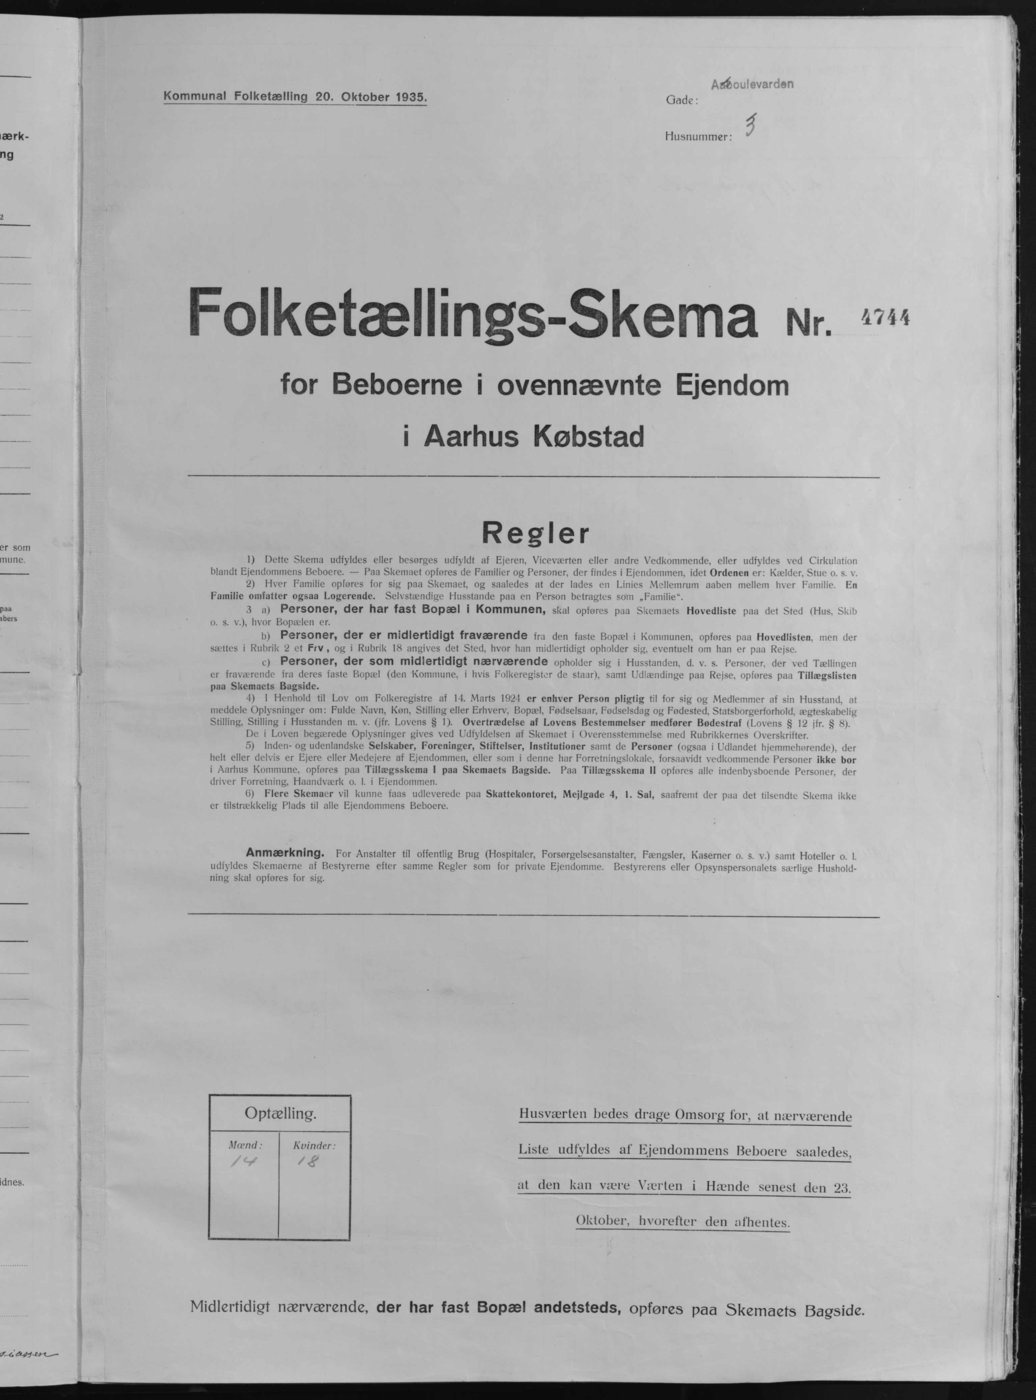 Kommunal Folketælling 20. Oktober 1935.
Aaboulevarden
Gade:
Husnummer: 3
Folketællings-Skema Nr. 4744
for Beboerne i ovennævnte Ejendom
i Aarhus Købstad
Regler
1) Dette Skema udfyldes eller besørges udfyldt af Ejeren, Viceværten eller andre Vedkommende, eller udfyldes ved Cirkulation
blandt Ejendommens Beboere. — Paa Skemaet opføres de Familier og Personer, der findes i Ejendommen, idet Ordenen er: Kælder, Stue o. s. v.
2) Hver Familie opføres for sig paa Skemaet, og saaledes at der lades en Linies Mellemrum aaben mellem hver Familie. En
Familie omfatter ogsaa Logerende. Selvstændige Husstande paa en Person betragtes som „Familie“.
3 a) Personer, der har fast Bopæl i Kommunen, skal opføres paa Skemaets Hovedliste paa det Sted (Hus, Skib
o. s. v.), hvor Bopælen er.
b) Personer, der er midlertidigt fraværende fra den faste Bopæl i Kommunen, opføres paa Hovedlisten, men der
sættes i Rubrik 2 et Frv, og i Rubrik 18 angives det Sted, hvor han midlertidigt opholder sig, eventuelt om han er paa Rejse.
c) Personer, der som midlertidigt nærværende opholder sig i Husstanden, d. v. s. Personer, der ved Tællingen
er fraværende fra deres faste Bopæl (den Kommune, i hvis Folkeregister de staar), samt Udlændinge paa Rejse, opføres paa Tillægslisten
paa Skemaets Bagside.
4) I Henhold til Lov om Folkeregistre af 14. Marts 1924 er enhver Person pligtig til for sig og Medlemmer af sin Husstand, at
meddele Oplysninger om: Fulde Navn, Køn, Stilling eller Erhverv, Bopæl, Fødselsaar, Fødselsdag og Fødested, Statsborgerforhold, ægteskabelig
Stilling, Stilling i Husstanden m. v. (jfr. Lovens § 1). Overtrædelse af Lovens Bestemmelser medfører Bødestraf (Lovens § 12 jfr. § 8).
De i Loven begærede Oplysninger gives ved Udfyldelsen af Skemaet i Overensstemmelse med Rubrikkernes Overskrifter.
5) Inden- og udenlandske Selskaber, Foreninger, Stiftelser, Institutioner samt de Personer (ogsaa i Udlandet hjemmehørende), der
helt eller delvis er Ejere eller Medejere af Ejendommen, eller som i denne har Forretningslokale, forsaavidt vedkommende Personer ikke bor
i Aarhus Kommune, opføres paa Tillægsskema I paa Skemaets Bagside. Paa Tillægsskema II opføres alle indenbysboende Personer, der
driver Forretning, Haandværk o. l. i Ejendommen.
6) Flere Skemaer vil kunne faas udleverede paa Skattekontoret, Mejlgade 4, 1. Sal, saafremt der paa det tilsendte Skema ikke
er tilstrækkelig Plads til alle Ejendommens Beboere.
Anmærkning. For Anstalter til offentlig Brug (Hospitaler, Forsørgelsesanstalter, Fængsler, Kaserner o. s. v.) samt Hoteller o. l.
udfyldes Skemaerne af Bestyrerne efter samme Regler som for private Ejendomme. Bestyrerens eller Opsynspersonalets særlige Hushold-
ning skal opføres for sig.
Optælling.
Mænd: Kvinder:
14 18
Husværten bedes drage Omsorg for, at nærværende
Liste udfyldes af Ejendommens Beboere saaledes,
at den kan være Værten i Hænde senest den 23.
Oktober, hvorefter den afhentes.
Midlertidigt nærværende, der har fast Bopæl andetsteds, opføres paa Skemaets Bagside.